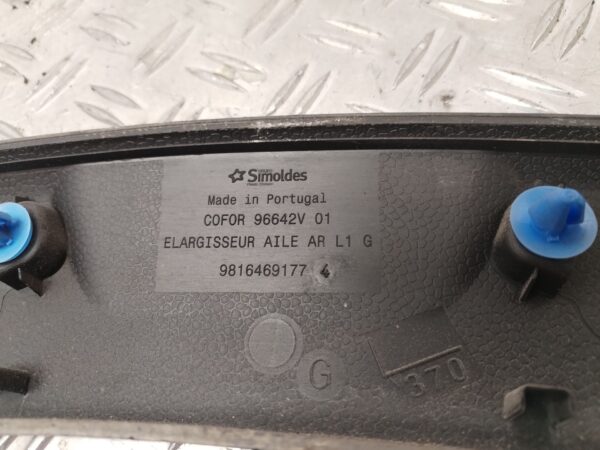 Simoldes
Made in Portugal
COFOR 96642V 01
ELARGISSEUR AILE AR L1 G
9816469177 4
G
370